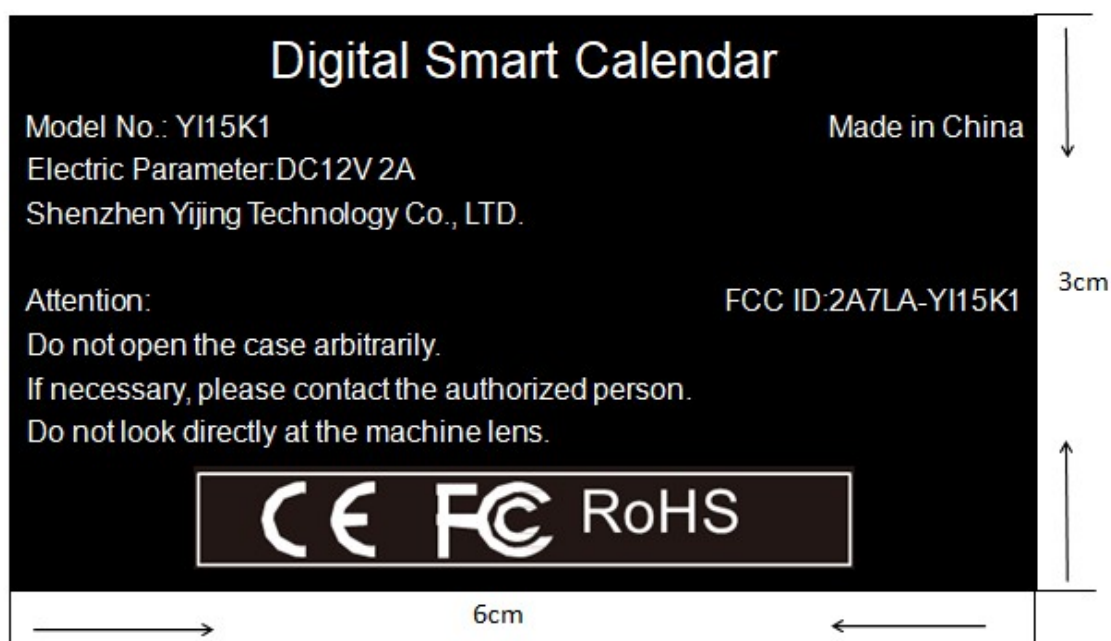 Digital Smart Calendar
Model No.: YI15K1
Made in China
Electric Parameter:DC12V 2A
Shenzhen Yijing Technology Co., LTD.
Attention:
FCC ID:2A7LA-YI15K1
3cm
Do not open the case arbitrarily.
If necessary, please contact the authorized person.
Do not look directly at the machine lens.
CE FC RoHS
6cm